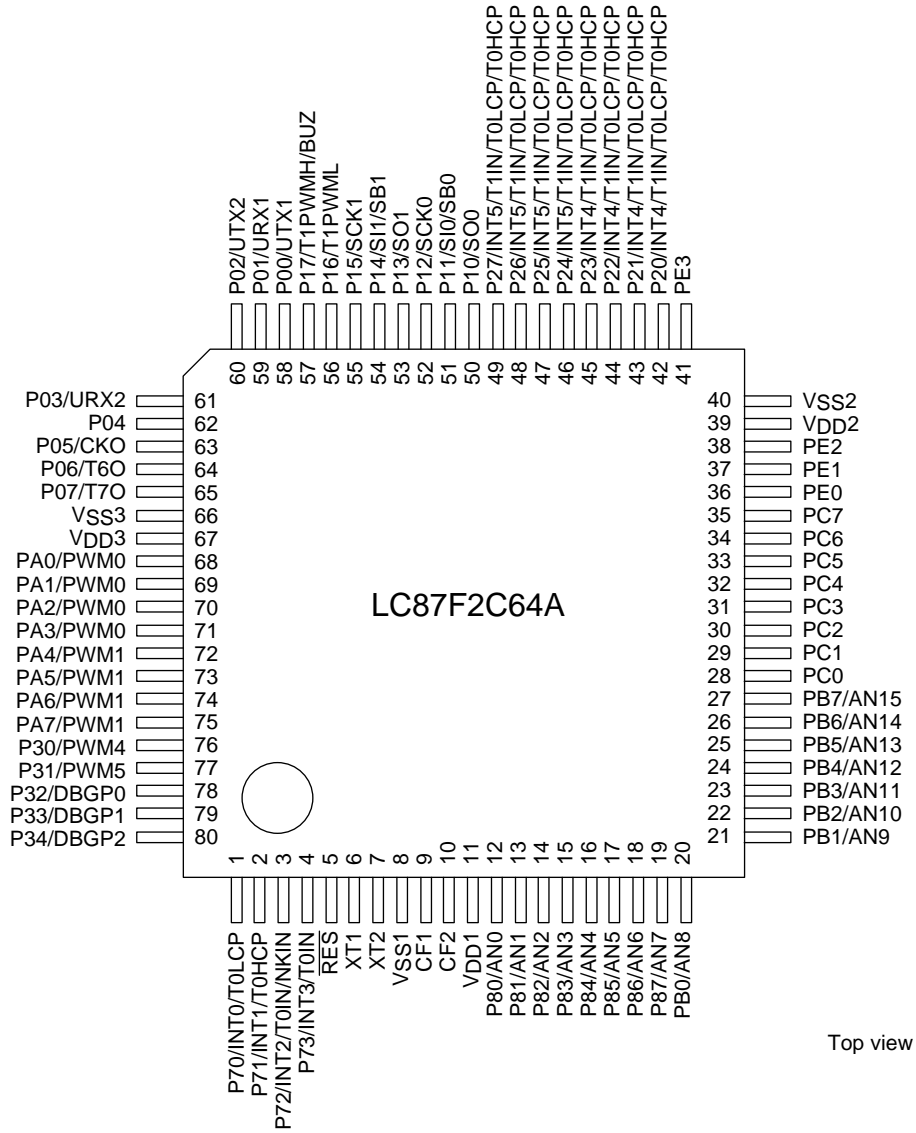 P02/UTX2
P01/URX1
P00/UTX1
P17/T1PWMH/BUZ
P16/T1PWML
P15/SCK1
P14/SI1/SB1
P13/SO1
P12/SCK0
P11/SI0/SB0
P10/SO0
P27/INT5/T1IN/T0LCP/T0HCP
P26/INT5/T1IN/T0LCP/T0HCP
P25/INT5/T1IN/T0LCP/T0HCP
P24/INT5/T1IN/T0LCP/T0HCP
P23/INT4/T1IN/T0LCP/T0HCP
P22/INT4/T1IN/T0LCP/T0HCP
P21/INT4/T1IN/T0LCP/T0HCP
P20/INT4/T1IN/T0LCP/T0HCP
PE3
60
59
58
57
56
55
54
53
52
51
50
49
48
47
46
45
44
43
42
41
P03/URX2 61
P04 62
P05/CKO 63
P06/T6O 64
P07/T7O 65
VSS3 66
VDD3 67
PA0/PWM0 68
PA1/PWM0 69
PA2/PWM0 70
PA3/PWM0 71
PA4/PWM1 72
PA5/PWM1 73
PA6/PWM1 74
PA7/PWM1 75
P30/PWM4 76
P31/PWM5 77
P32/DBGP0 78
P33/DBGP1 79
P34/DBGP2 80
LC87F2C64A
40 VSS2
39 VDD2
38 PE2
37 PE1
36 PE0
35 PC7
34 PC6
33 PC5
32 PC4
31 PC3
30 PC2
29 PC1
28 PC0
27 PB7/AN15
26 PB6/AN14
25 PB5/AN13
24 PB4/AN12
23 PB3/AN11
22 PB2/AN10
21 PB1/AN9
1
2
3
4
5
6
7
8
9
10
11
12
13
14
15
16
17
18
19
20
P70/INT0/T0LCP
P71/INT1/T0HCP
P72/INT2/T0IN/NKIN
P73/INT3/T0IN
RES
XT1
XT2
VSS1
CF1
CF2
VDD1
P80/AN0
P81/AN1
P82/AN2
P83/AN3
P84/AN4
P85/AN5
P86/AN6
P87/AN7
PB0/AN8
Top view